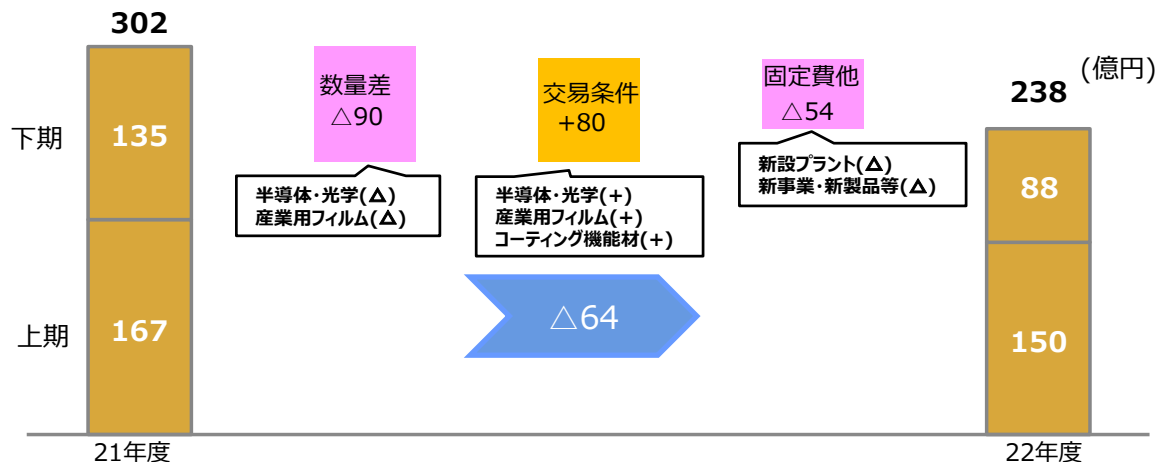 302
(億円)
数量差
△90
交易条件
+80
固定費他
△54
238
下期
135
半導体・光学(△)
産業用フィルム(△)
半導体・光学(+)
産業用フィルム(+)
コーティング機能材(+)
新設プラント(△)
新事業・新製品等(△)
88
上期
167
△64
150
21年度
22年度